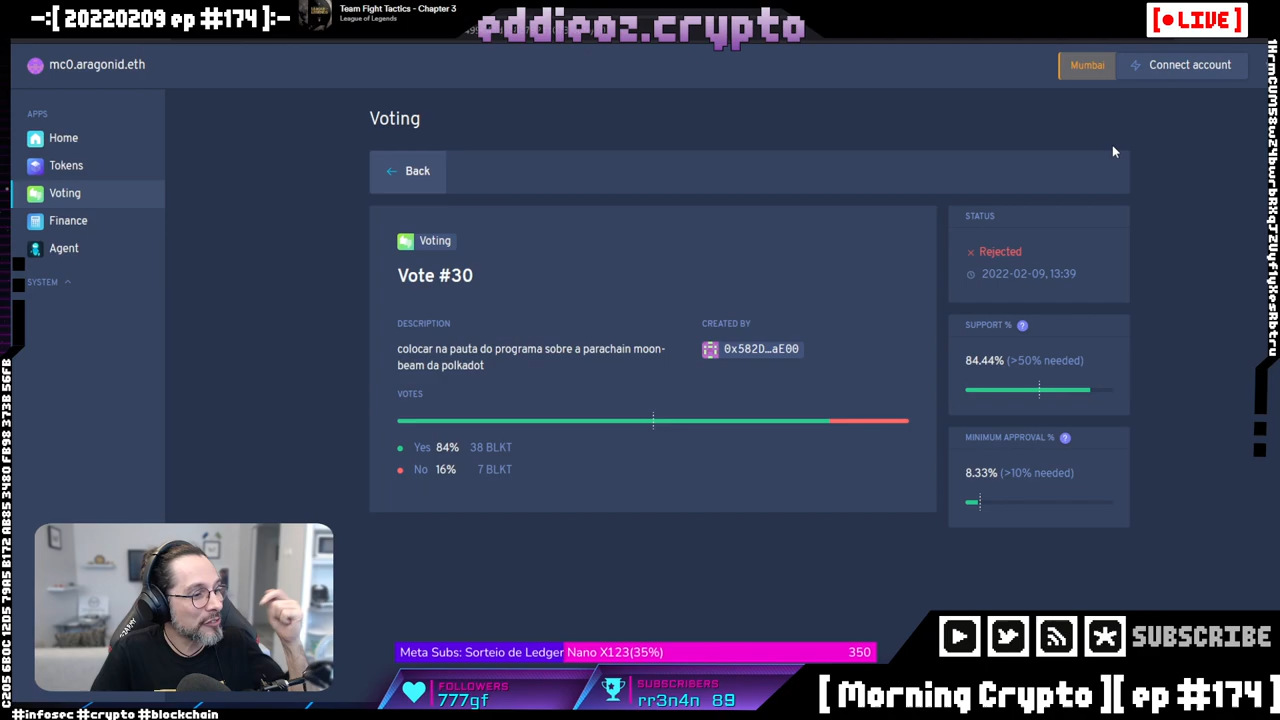 -:[ 20220209 ep #174 ]:-
Team Fight Tactics - Chapter 3
League of Legends
eddieoz.crypto
[●LIVE]
mc0.aragonid.eth
Mumbai
Connect account
APPS
Home
Tokens
Voting
Finance
Agent
SYSTEM
Voting
← Back
Voting
Vote #30
DESCRIPTION
colocar na pauta do programa sobre a parachain moon-
beam da polkadot
CREATED BY
0x582D…aE00
VOTES
Yes 84% 38 BLKT
No 16% 7 BLKT
STATUS
Rejected
2022-02-09, 13:39
SUPPORT % ?
84.44% (>50% needed)
MINIMUM APPROVAL % ?
8.33% (>10% needed)
Meta Subs: Sorteio de Ledger Nano X123(35%) 350
FOLLOWERS
777gf
SUBSCRIBERS
rr3n4n 89
SUBSCRIBE
[Morning Crypto][ep #174]
#infosec #crypto #blockchain